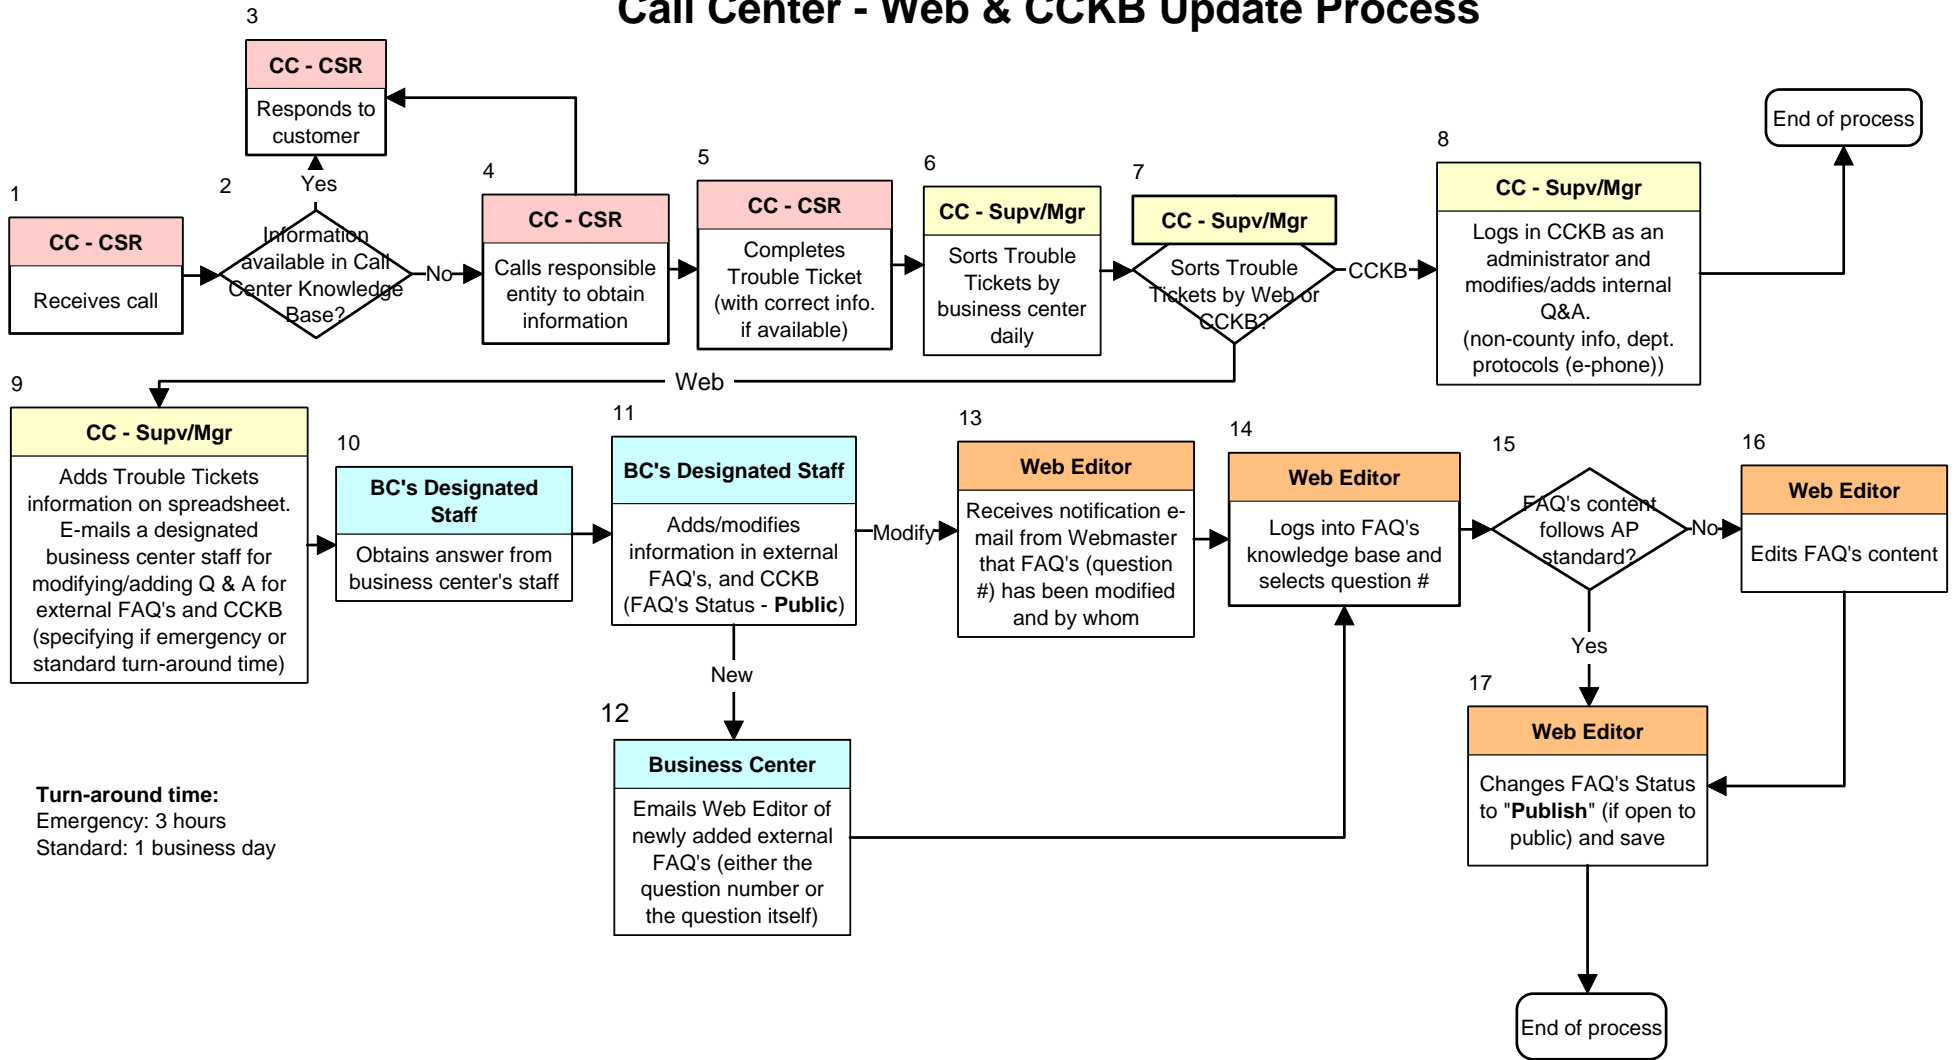 Call Center - Web & CCKB Update Process
3
CC - CSR
Responds to
customer
1
CC - CSR
Receives call
2
Yes
Information
available in Call
Center Knowledge
Base?
No
4
CC - CSR
Calls responsible
entity to obtain
information
5
CC - CSR
Completes
Trouble Ticket
(with correct info.
if available)
6
CC - Supv/Mgr
Sorts Trouble
Tickets by
business center
daily
7
CC - Supv/Mgr
Sorts Trouble
Tickets by Web or
CCKB?
CCKB
8
CC - Supv/Mgr
Logs in CCKB as an
administrator and
modifies/adds internal
Q&A.
(non-county info, dept.
protocols (e-phone))
End of process
Web
9
CC - Supv/Mgr
Adds Trouble Tickets
information on spreadsheet.
E-mails a designated
business center staff for
modifying/adding Q & A for
external FAQ's and CCKB
(specifying if emergency or
standard turn-around time)
10
BC's Designated
Staff
Obtains answer from
business center's staff
11
BC's Designated Staff
Adds/modifies
information in external
FAQ's, and CCKB
(FAQ's Status - Public)
Modify
New
12
Business Center
Emails Web Editor of
newly added external
FAQ's (either the
question number or
the question itself)
13
Web Editor
Receives notification e-
mail from Webmaster
that FAQ's (question
#) has been modified
and by whom
14
Web Editor
Logs into FAQ's
knowledge base and
selects question #
15
FAQ's content
follows AP
standard?
No
Yes
16
Web Editor
Edits FAQ's content
17
Web Editor
Changes FAQ's Status
to "Publish" (if open to
public) and save
End of process
Turn-around time:
Emergency: 3 hours
Standard: 1 business day